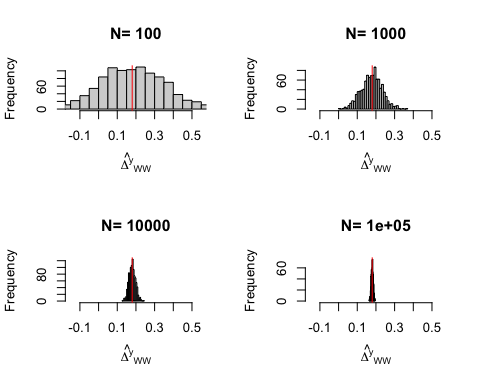 N= 100
Frequency
0 60
-0.1 0.1 0.3 0.5
Δ̂ʸWW
N= 1000
Frequency
0 60
-0.1 0.1 0.3 0.5
Δ̂ʸWW
N= 10000
Frequency
0 80
-0.1 0.1 0.3 0.5
Δ̂ʸWW
N= 1e+05
Frequency
0 60
-0.1 0.1 0.3 0.5
Δ̂ʸWW